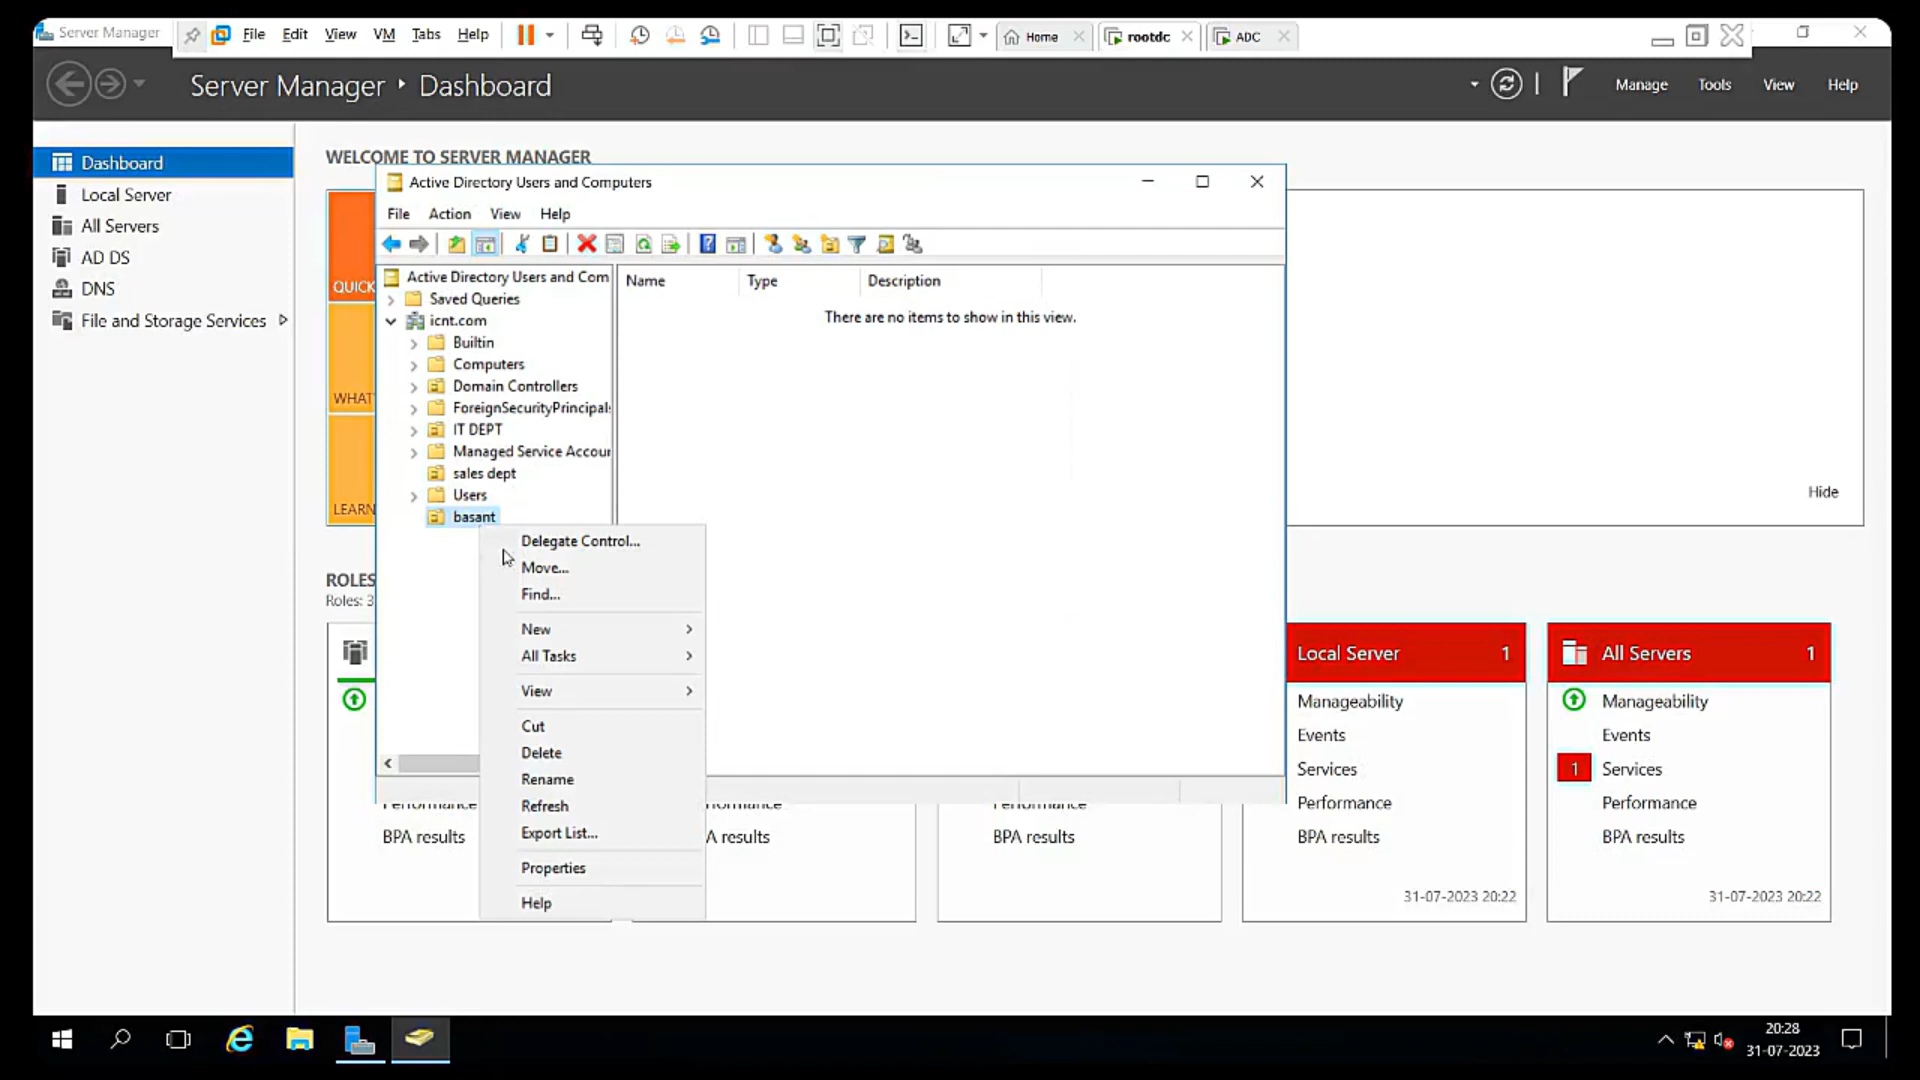 Server Manager
File Edit View VM Tabs Help
Home
rootdc
ADC
Server Manager Dashboard
Manage Tools View Help
Dashboard
Local Server
All Servers
AD DS
DNS
File and Storage Services
WELCOME TO SERVER MANAGER
QUICK
WHAT
LEARN
Hide
Active Directory Users and Computers
File Action View Help
Active Directory Users and Com
Saved Queries
icnt.com
Builtin
Computers
Domain Controllers
ForeignSecurityPrincipals
IT DEPT
Managed Service Accour
sales dept
Users
basant
Name Type Description
There are no items to show in this view.
Delegate Control...
Move...
Find...
New
All Tasks
View
Cut
Delete
Rename
Refresh
Export List...
Properties
Help
ROLES
Roles: 3
Performance
BPA results
A results
BPA results
Local Server 1
Manageability
Events
Services
Performance
BPA results
31-07-2023 20:22
All Servers 1
Manageability
Events
1 Services
Performance
BPA results
31-07-2023 20:22
20:28
31-07-2023